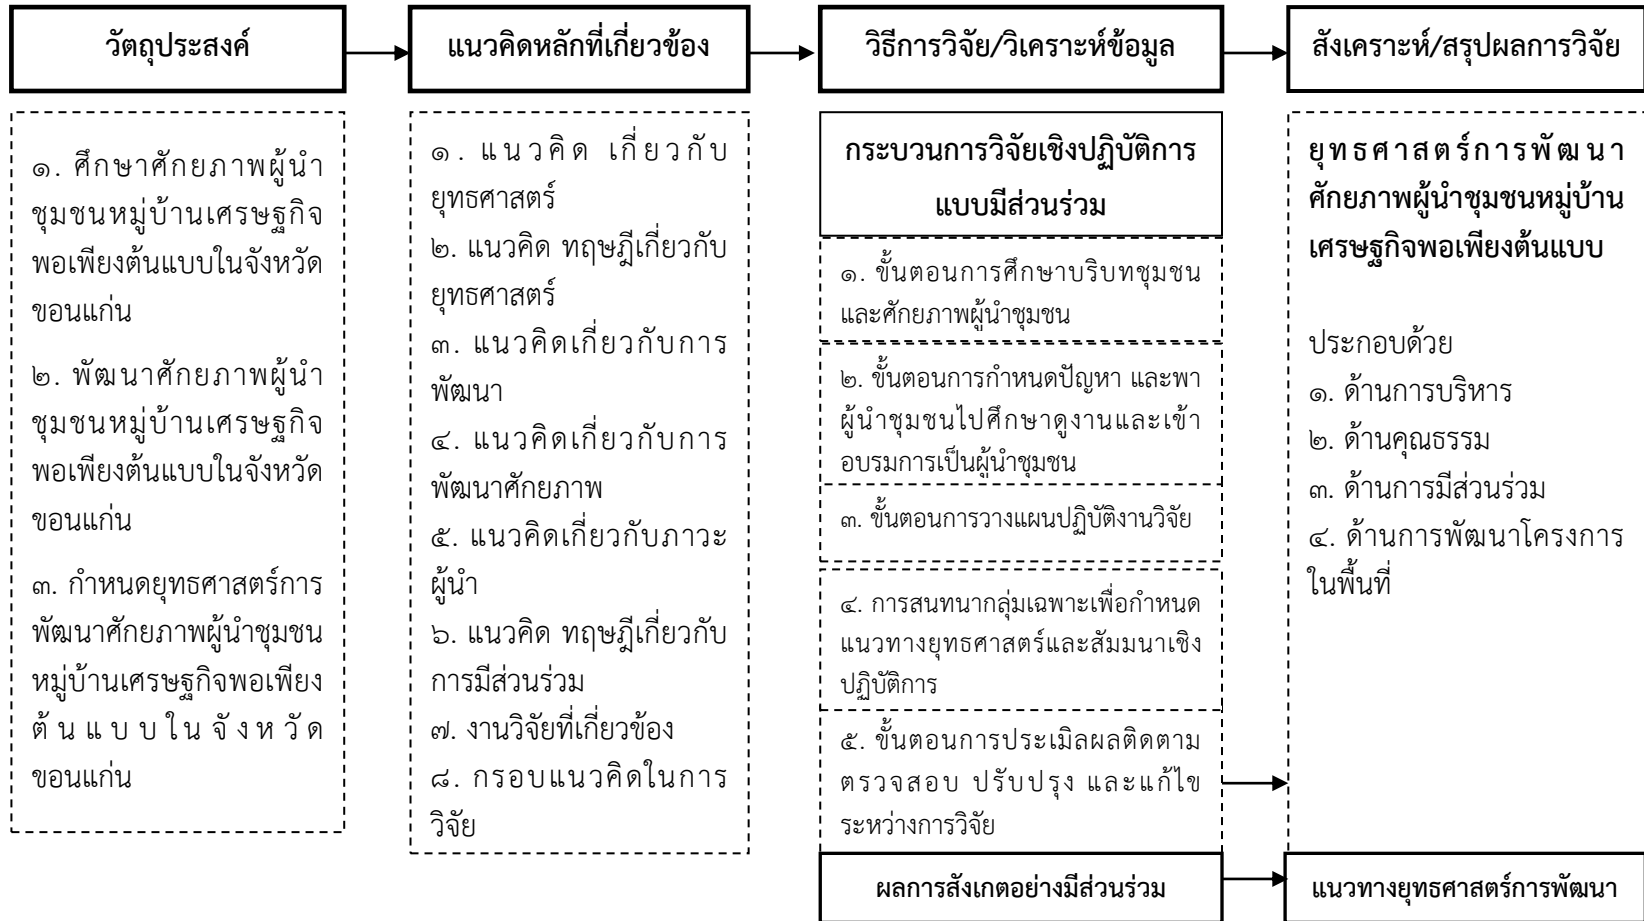 วัตถุประสงค์
แนวคิดหลักที่เกี่ยวข้อง
วิธีการวิจัย/วิเคราะห์ข้อมูล
สังเคราะห์/สรุปผลการวิจัย
๑. ศึกษาศักยภาพผู้นำ
ชุมชนหมู่บ้านเศรษฐกิจ
พอเพียงต้นแบบในจังหวัด
ขอนแก่น
๒. พัฒนาศักยภาพผู้นำ
ชุมชนหมู่บ้านเศรษฐกิจ
พอเพียงต้นแบบในจังหวัด
ขอนแก่น
๓. กำหนดยุทธศาสตร์การ
พัฒนาศักยภาพผู้นำชุมชน
หมู่บ้านเศรษฐกิจพอเพียง
ต้นแบบในจังหวัด
ขอนแก่น
๑. แนวคิด เกี่ยวกับ
ยุทธศาสตร์
๒. แนวคิด ทฤษฎีเกี่ยวกับ
ยุทธศาสตร์
๓. แนวคิดเกี่ยวกับการ
พัฒนา
๔. แนวคิดเกี่ยวกับการ
พัฒนาศักยภาพ
๕. แนวคิดเกี่ยวกับภาวะ
ผู้นำ
๖. แนวคิด ทฤษฎีเกี่ยวกับ
การมีส่วนร่วม
๗. งานวิจัยที่เกี่ยวข้อง
๘. กรอบแนวคิดในการ
วิจัย
กระบวนการวิจัยเชิงปฏิบัติการ
แบบมีส่วนร่วม
๑. ขั้นตอนการศึกษาบริบทชุมชน
และศักยภาพผู้นำชุมชน
๒. ขั้นตอนการกำหนดปัญหา และพา
ผู้นำชุมชนไปศึกษาดูงานและเข้า
อบรมการเป็นผู้นำชุมชน
๓. ขั้นตอนการวางแผนปฏิบัติงานวิจัย
๔. การสนทนากลุ่มเฉพาะเพื่อกำหนด
แนวทางยุทธศาสตร์และสัมมนาเชิง
ปฏิบัติการ
๕. ขั้นตอนการประเมิลผลติดตาม
ตรวจสอบ ปรับปรุง และแก้ไข
ระหว่างการวิจัย
ผลการสังเกตอย่างมีส่วนร่วม
ยุทธศาสตร์การพัฒนา
ศักยภาพผู้นำชุมชนหมู่บ้าน
เศรษฐกิจพอเพียงต้นแบบ
ประกอบด้วย
๑. ด้านการบริหาร
๒. ด้านคุณธรรม
๓. ด้านการมีส่วนร่วม
๔. ด้านการพัฒนาโครงการ
ในพื้นที่
แนวทางยุทธศาสตร์การพัฒนา